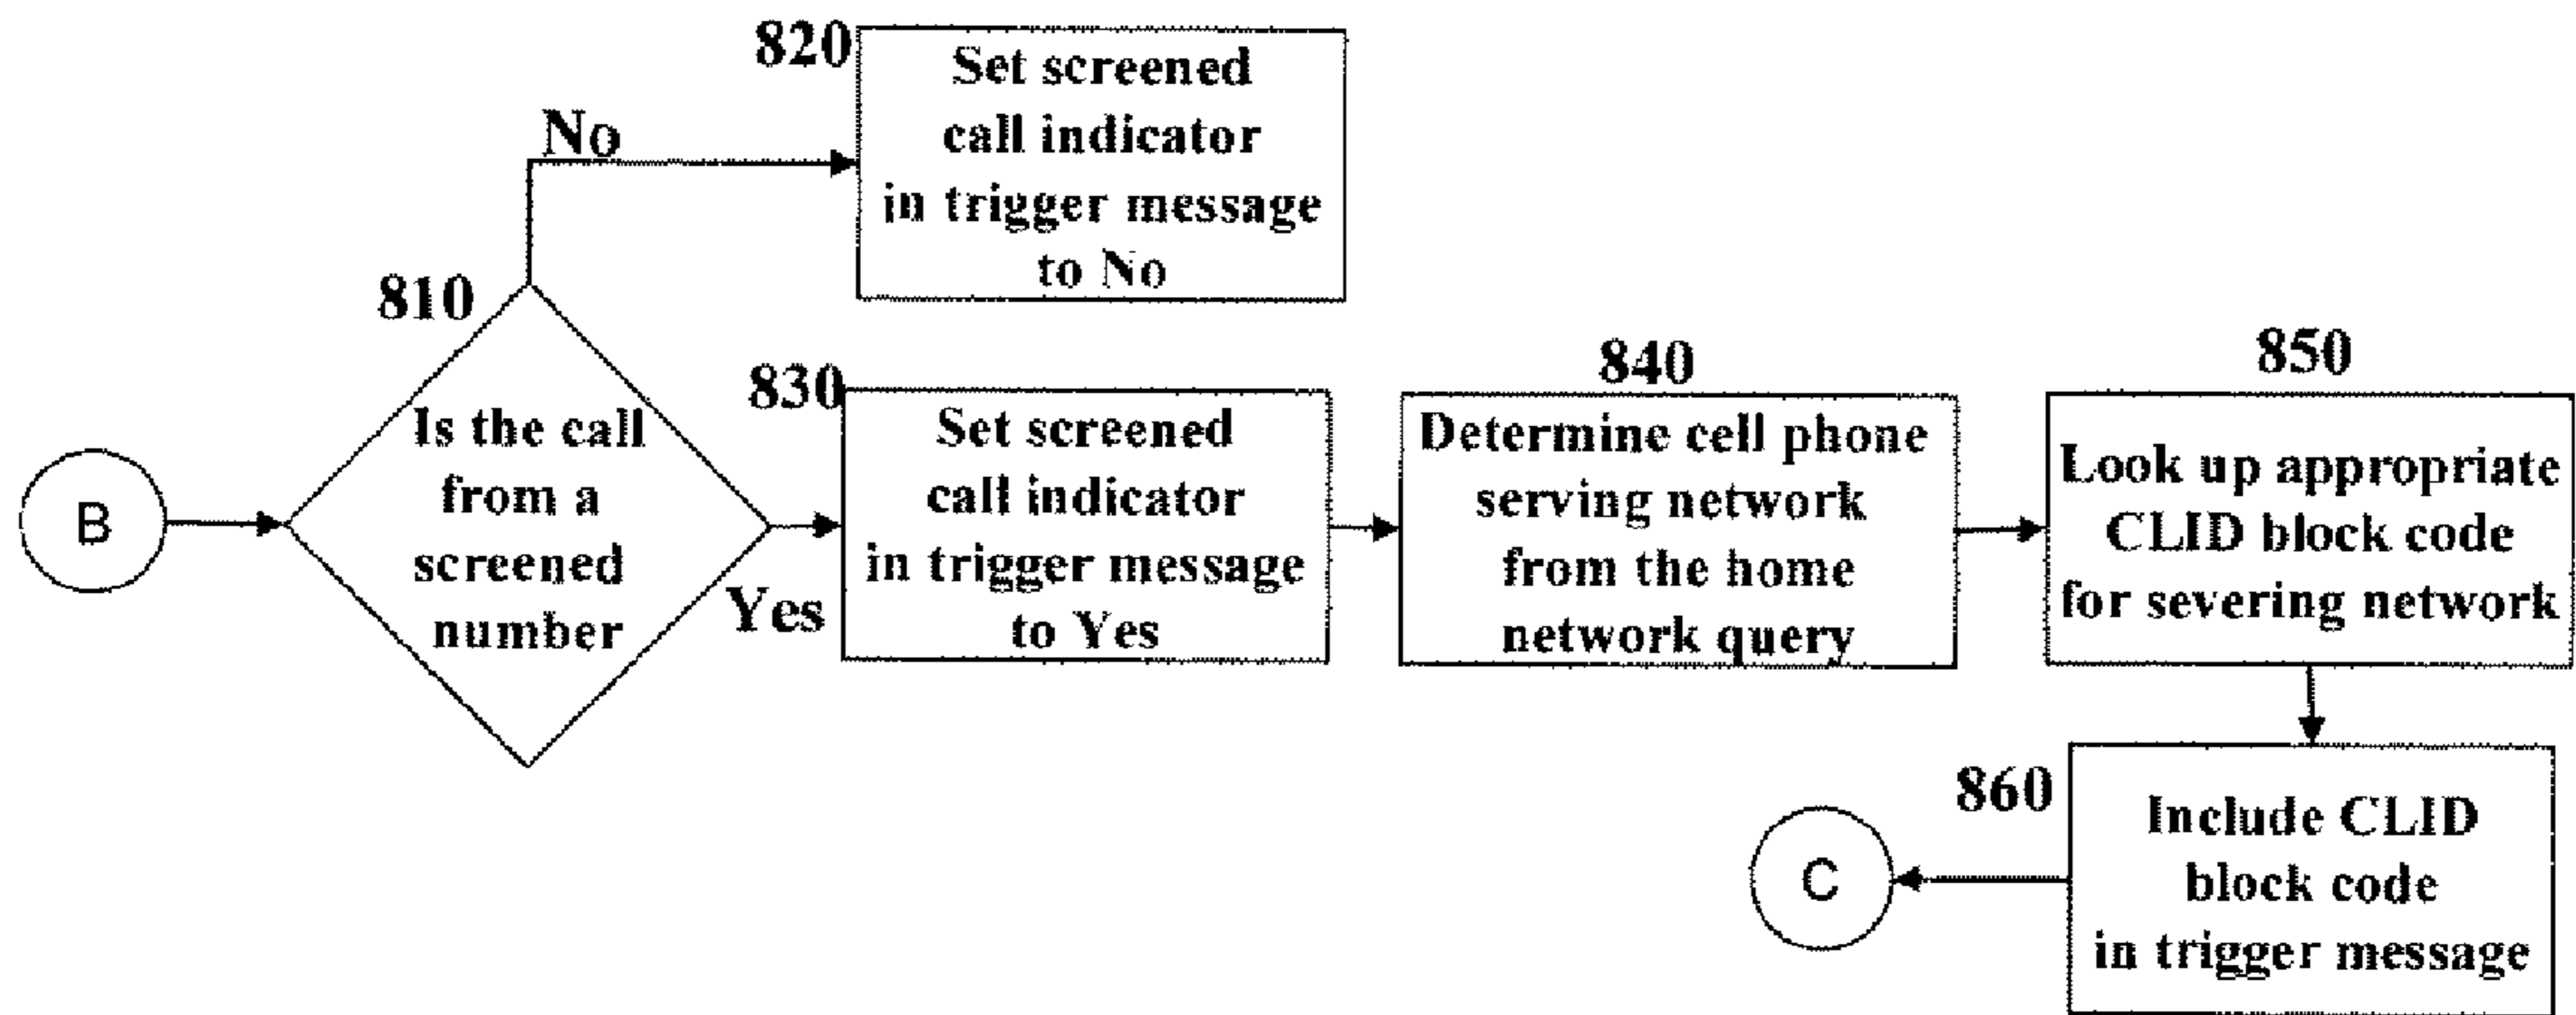 820
Set screened
call indicator
in trigger message
to No
No
810
Is the call
from a
screened
number
B
Yes
830
Set screened
call indicator
in trigger message
to Yes
840
Determine cell phone
serving network
from the home
network query
850
Look up appropriate
CLID block code
for severing network
860
Include CLID
block code
in trigger message
C